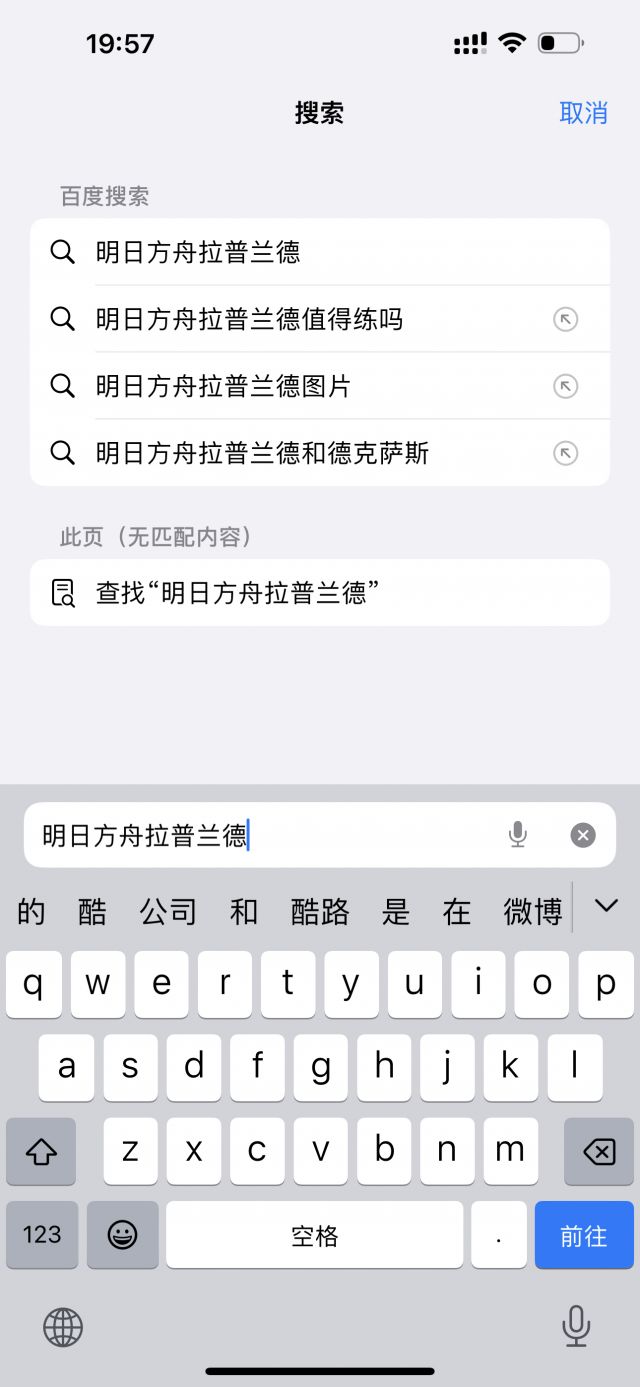 19:57
搜索
取消
百度搜索
明日方舟拉普兰德
明日方舟拉普兰德值得练吗
明日方舟拉普兰德图片
明日方舟拉普兰德和德克萨斯
此页（无匹配内容）
查找“明日方舟拉普兰德”
明日方舟拉普兰德
的 酷 公司 和 酷路 是 在 微博
q w e r t y u i o p
a s d f g h j k l
z x c v b n m
123 空格 . 前往